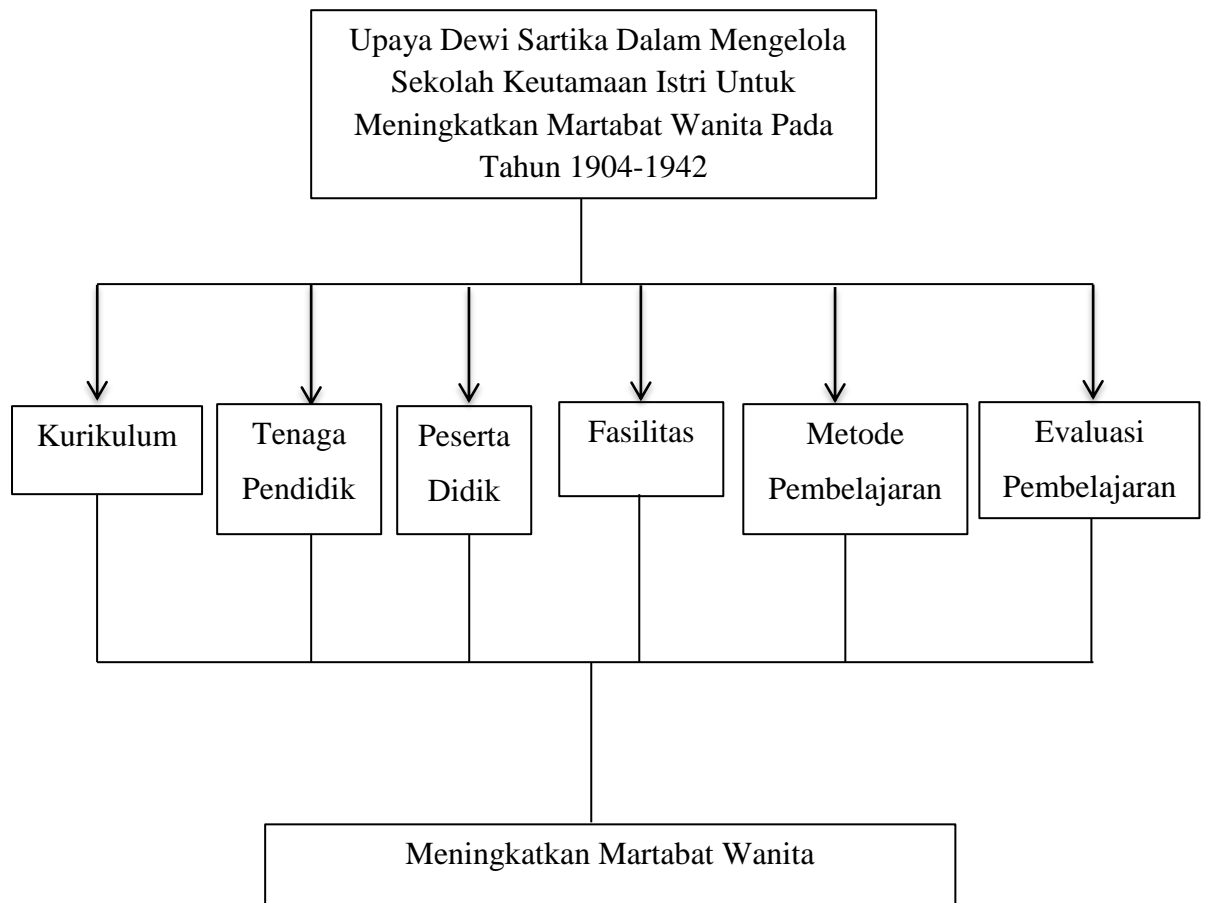 Upaya Dewi Sartika Dalam Mengelola
Sekolah Keutamaan Istri Untuk
Meningkatkan Martabat Wanita Pada
Tahun 1904-1942
Kurikulum
Tenaga
Pendidik
Peserta
Didik
Fasilitas
Metode
Pembelajaran
Evaluasi
Pembelajaran
Meningkatkan Martabat Wanita